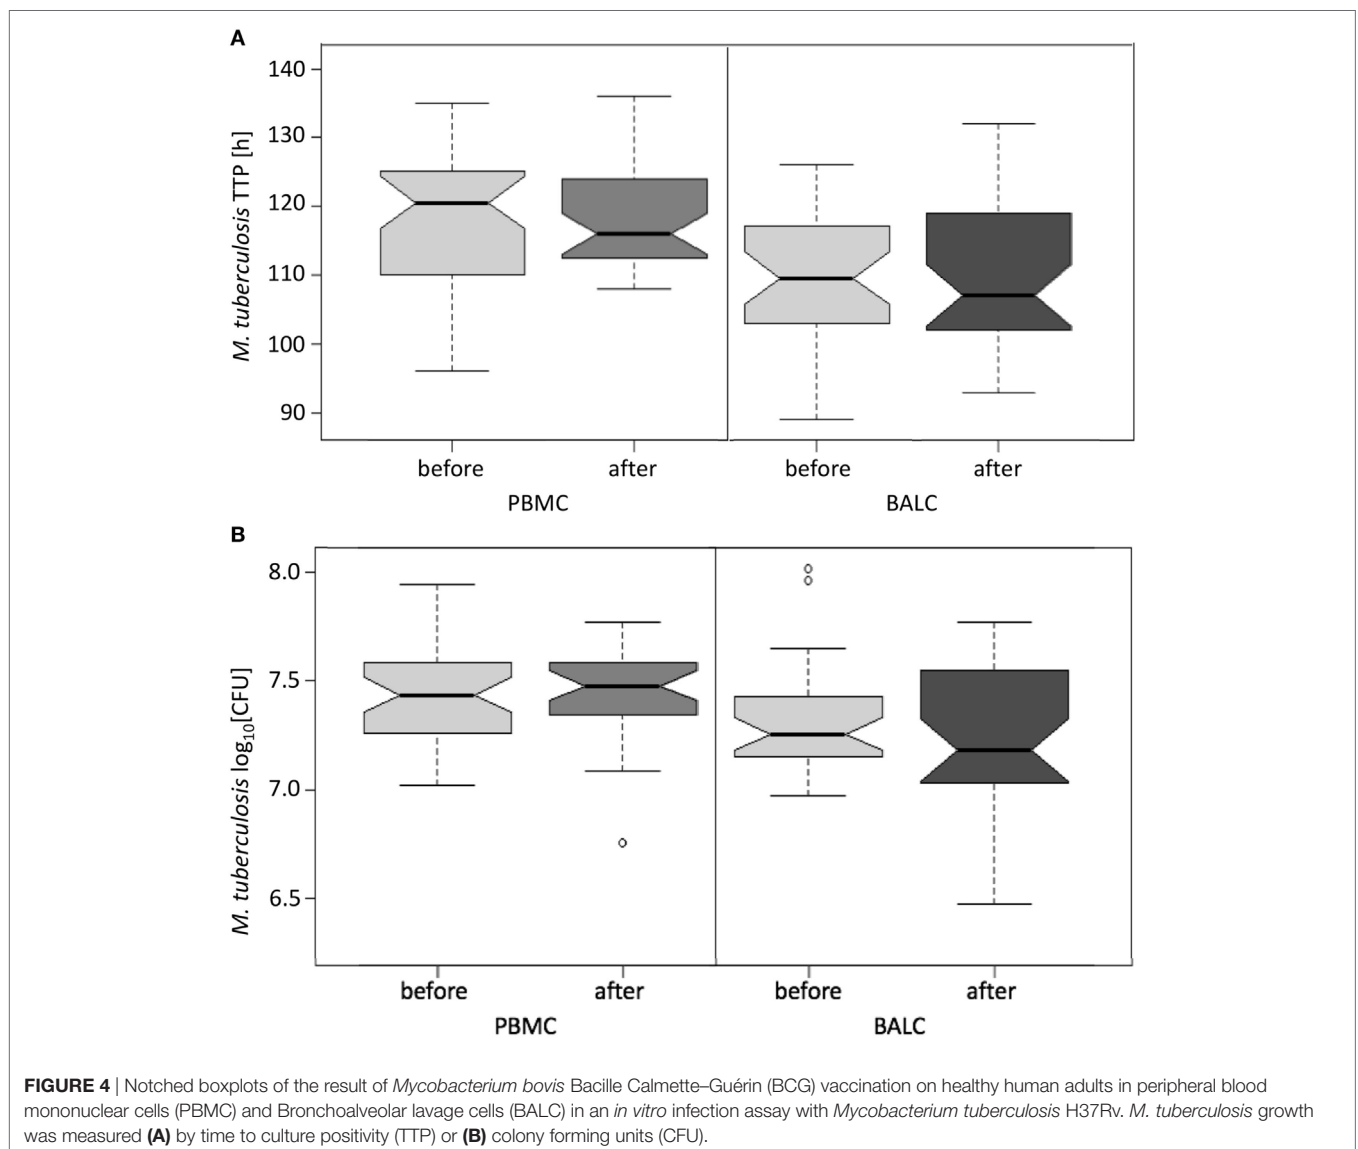 A
140
130
120
110
100
90
M. tuberculosis TTP [h]
before after before after
PBMC BALC
B
8.0
7.5
7.0
6.5
M. tuberculosis log10[CFU]
before after before after
PBMC BALC
FIGURE 4 | Notched boxplots of the result of Mycobacterium bovis Bacille Calmette–Guérin (BCG) vaccination on healthy human adults in peripheral blood
mononuclear cells (PBMC) and Bronchoalveolar lavage cells (BALC) in an in vitro infection assay with Mycobacterium tuberculosis H37Rv. M. tuberculosis growth
was measured (A) by time to culture positivity (TTP) or (B) colony forming units (CFU).